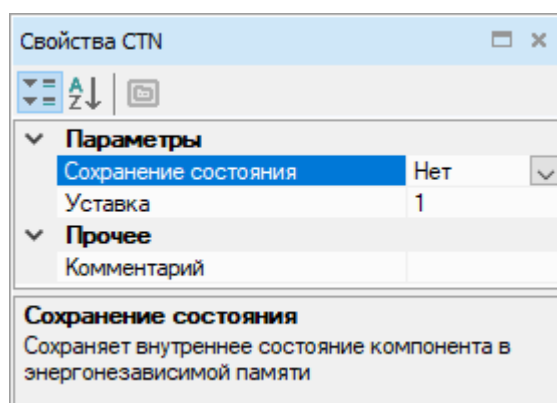 Свойства CTN
A
Z
Параметры
Сохранение состояния Нет
Уставка 1
Прочее
Комментарий
Сохранение состояния
Сохраняет внутреннее состояние компонента в
энергонезависимой памяти